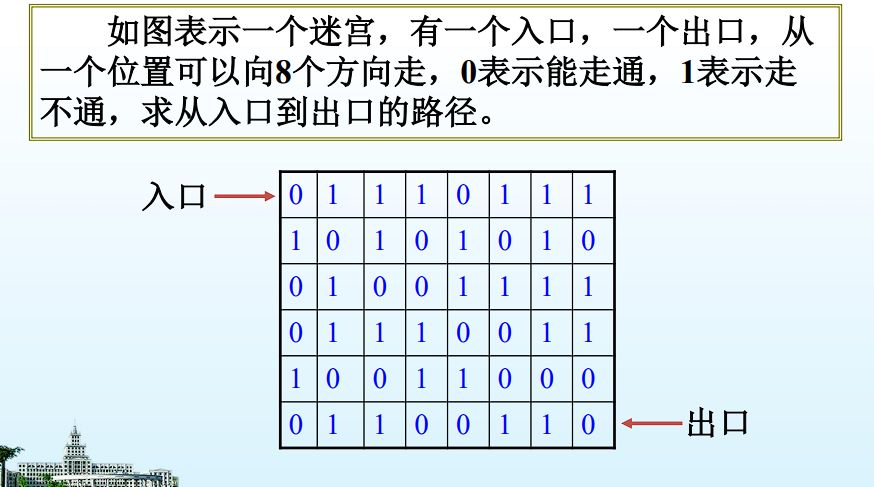 如图表示一个迷宫，有一个入口，一个出口，从
一个位置可以向8个方向走，0表示能走通，1表示走
不通，求从入口到出口的路径。
入口 0 1 1 1 0 1 1 1
1 0 1 0 1 0 1 0
0 1 0 0 1 1 1 1
0 1 1 1 0 0 1 1
1 0 0 1 1 0 0 0
0 1 1 0 0 1 1 0 出口